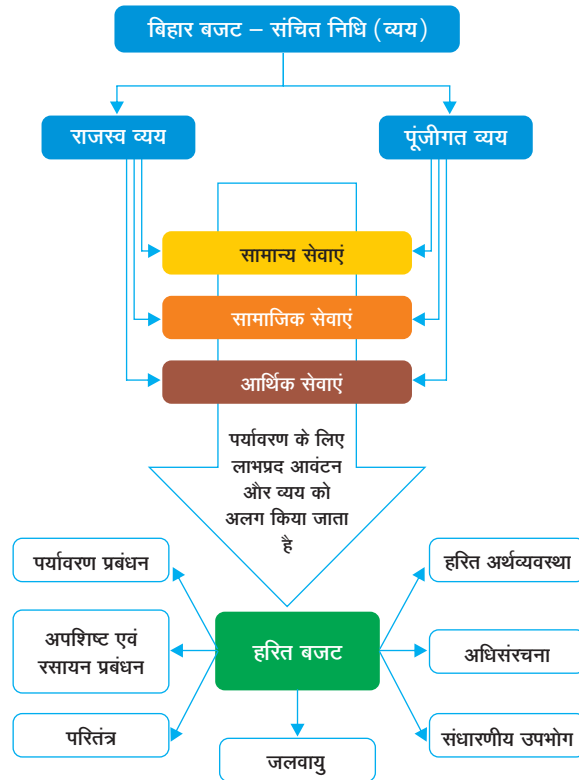 बिहार बजट – संचित निधि (व्यय)
राजस्व व्यय
पूंजीगत व्यय
सामान्य सेवाएं
सामाजिक सेवाएं
आर्थिक सेवाएं
पर्यावरण के लिए
लाभप्रद आवंटन
और व्यय को
अलग किया जाता
है
पर्यावरण प्रबंधन
हरित अर्थव्यवस्था
अपशिष्ट एवं
रसायन प्रबंधन
हरित बजट
अधिसंरचना
परितंत्र
जलवायु
संधारणीय उपभोग